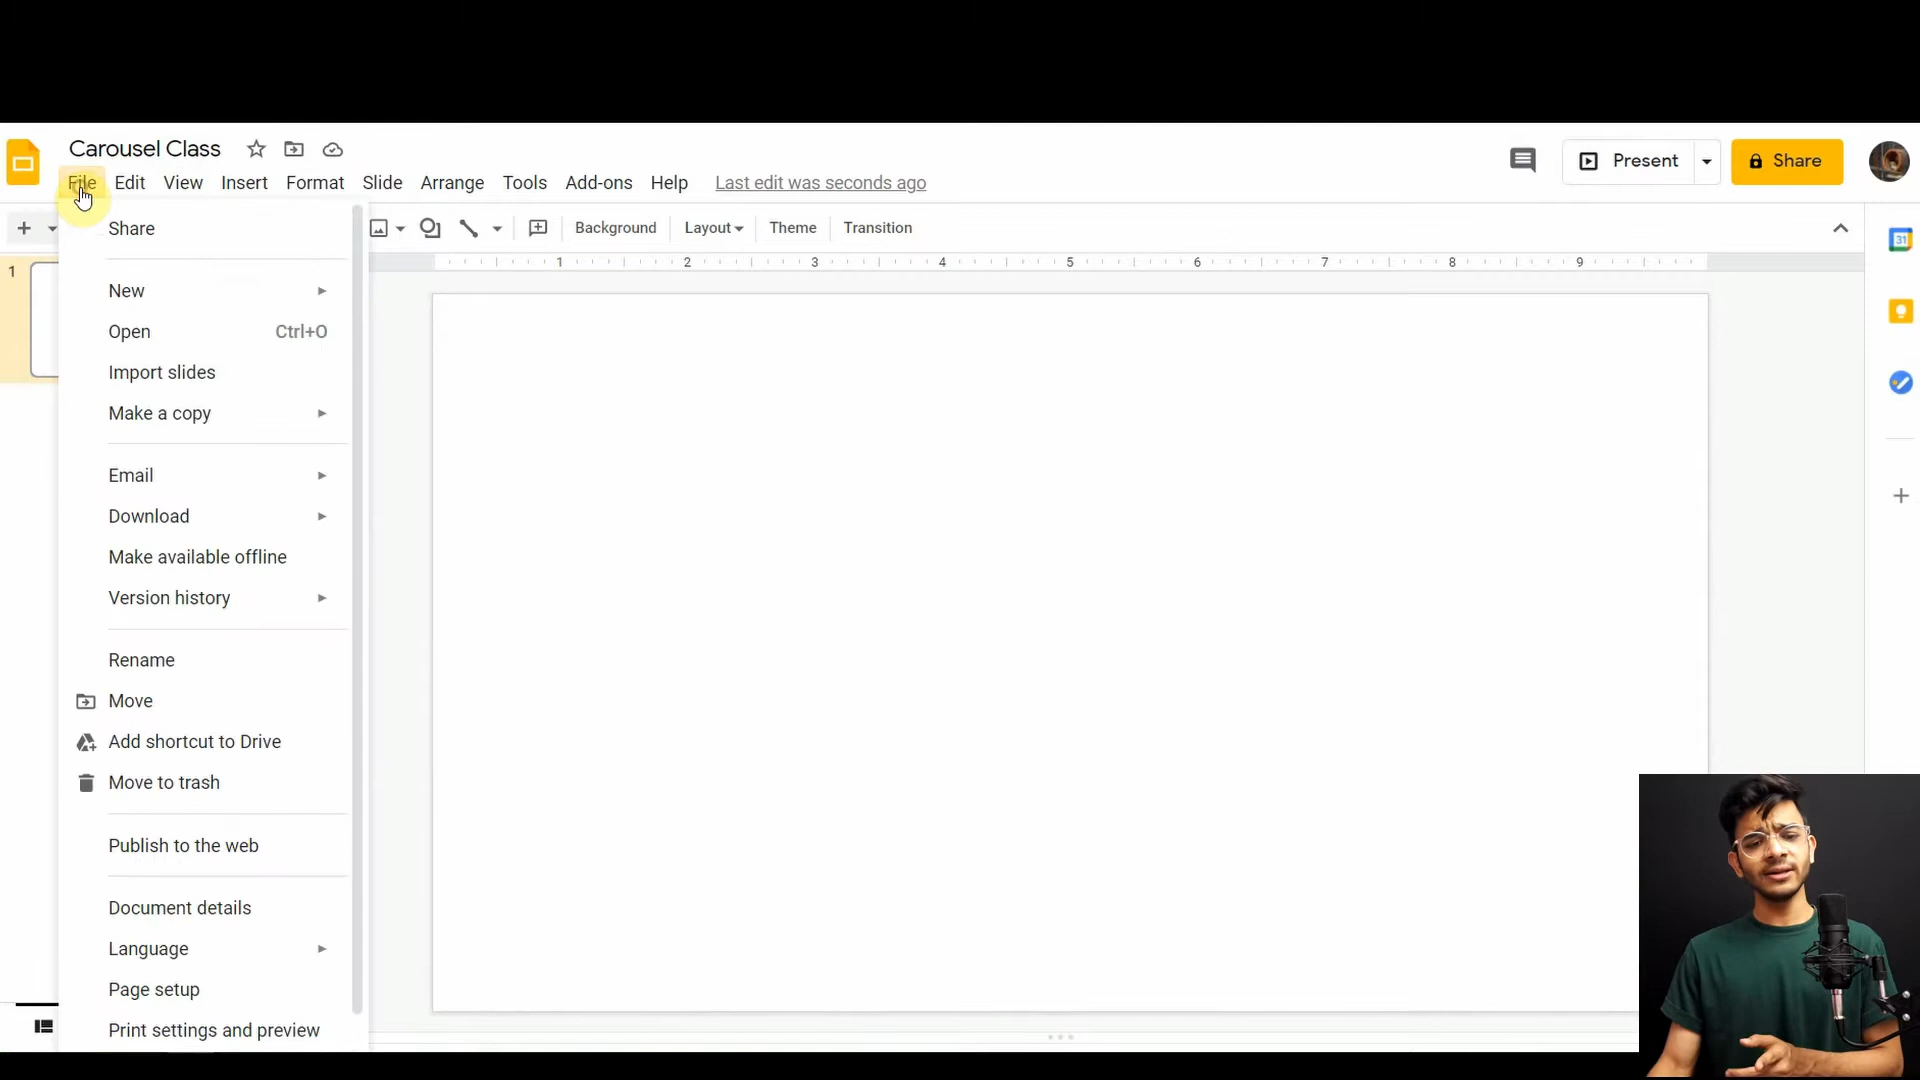 Carousel Class
File Edit View Insert Format Slide Arrange Tools Add-ons Help Last edit was seconds ago
Present
Share
Background Layout Theme Transition
1 2 3 4 5 6 7 8 9
31
1
Share
New
Open Ctrl+O
Import slides
Make a copy
Email
Download
Make available offline
Version history
Rename
Move
Add shortcut to Drive
Move to trash
Publish to the web
Document details
Language
Page setup
Print settings and preview